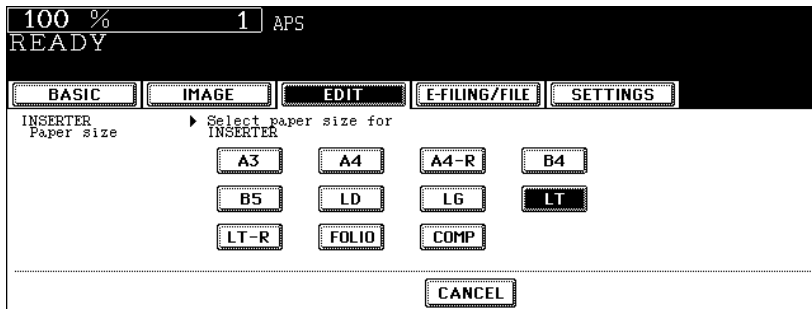 100 % 1 APS
READY
BASIC IMAGE EDIT E-FILING/FILE SETTINGS
INSERTER ▶ Select paper size for
Paper size INSERTER
A3 A4 A4-R B4
B5 LD LG LT
LT-R FOLIO COMP
CANCEL